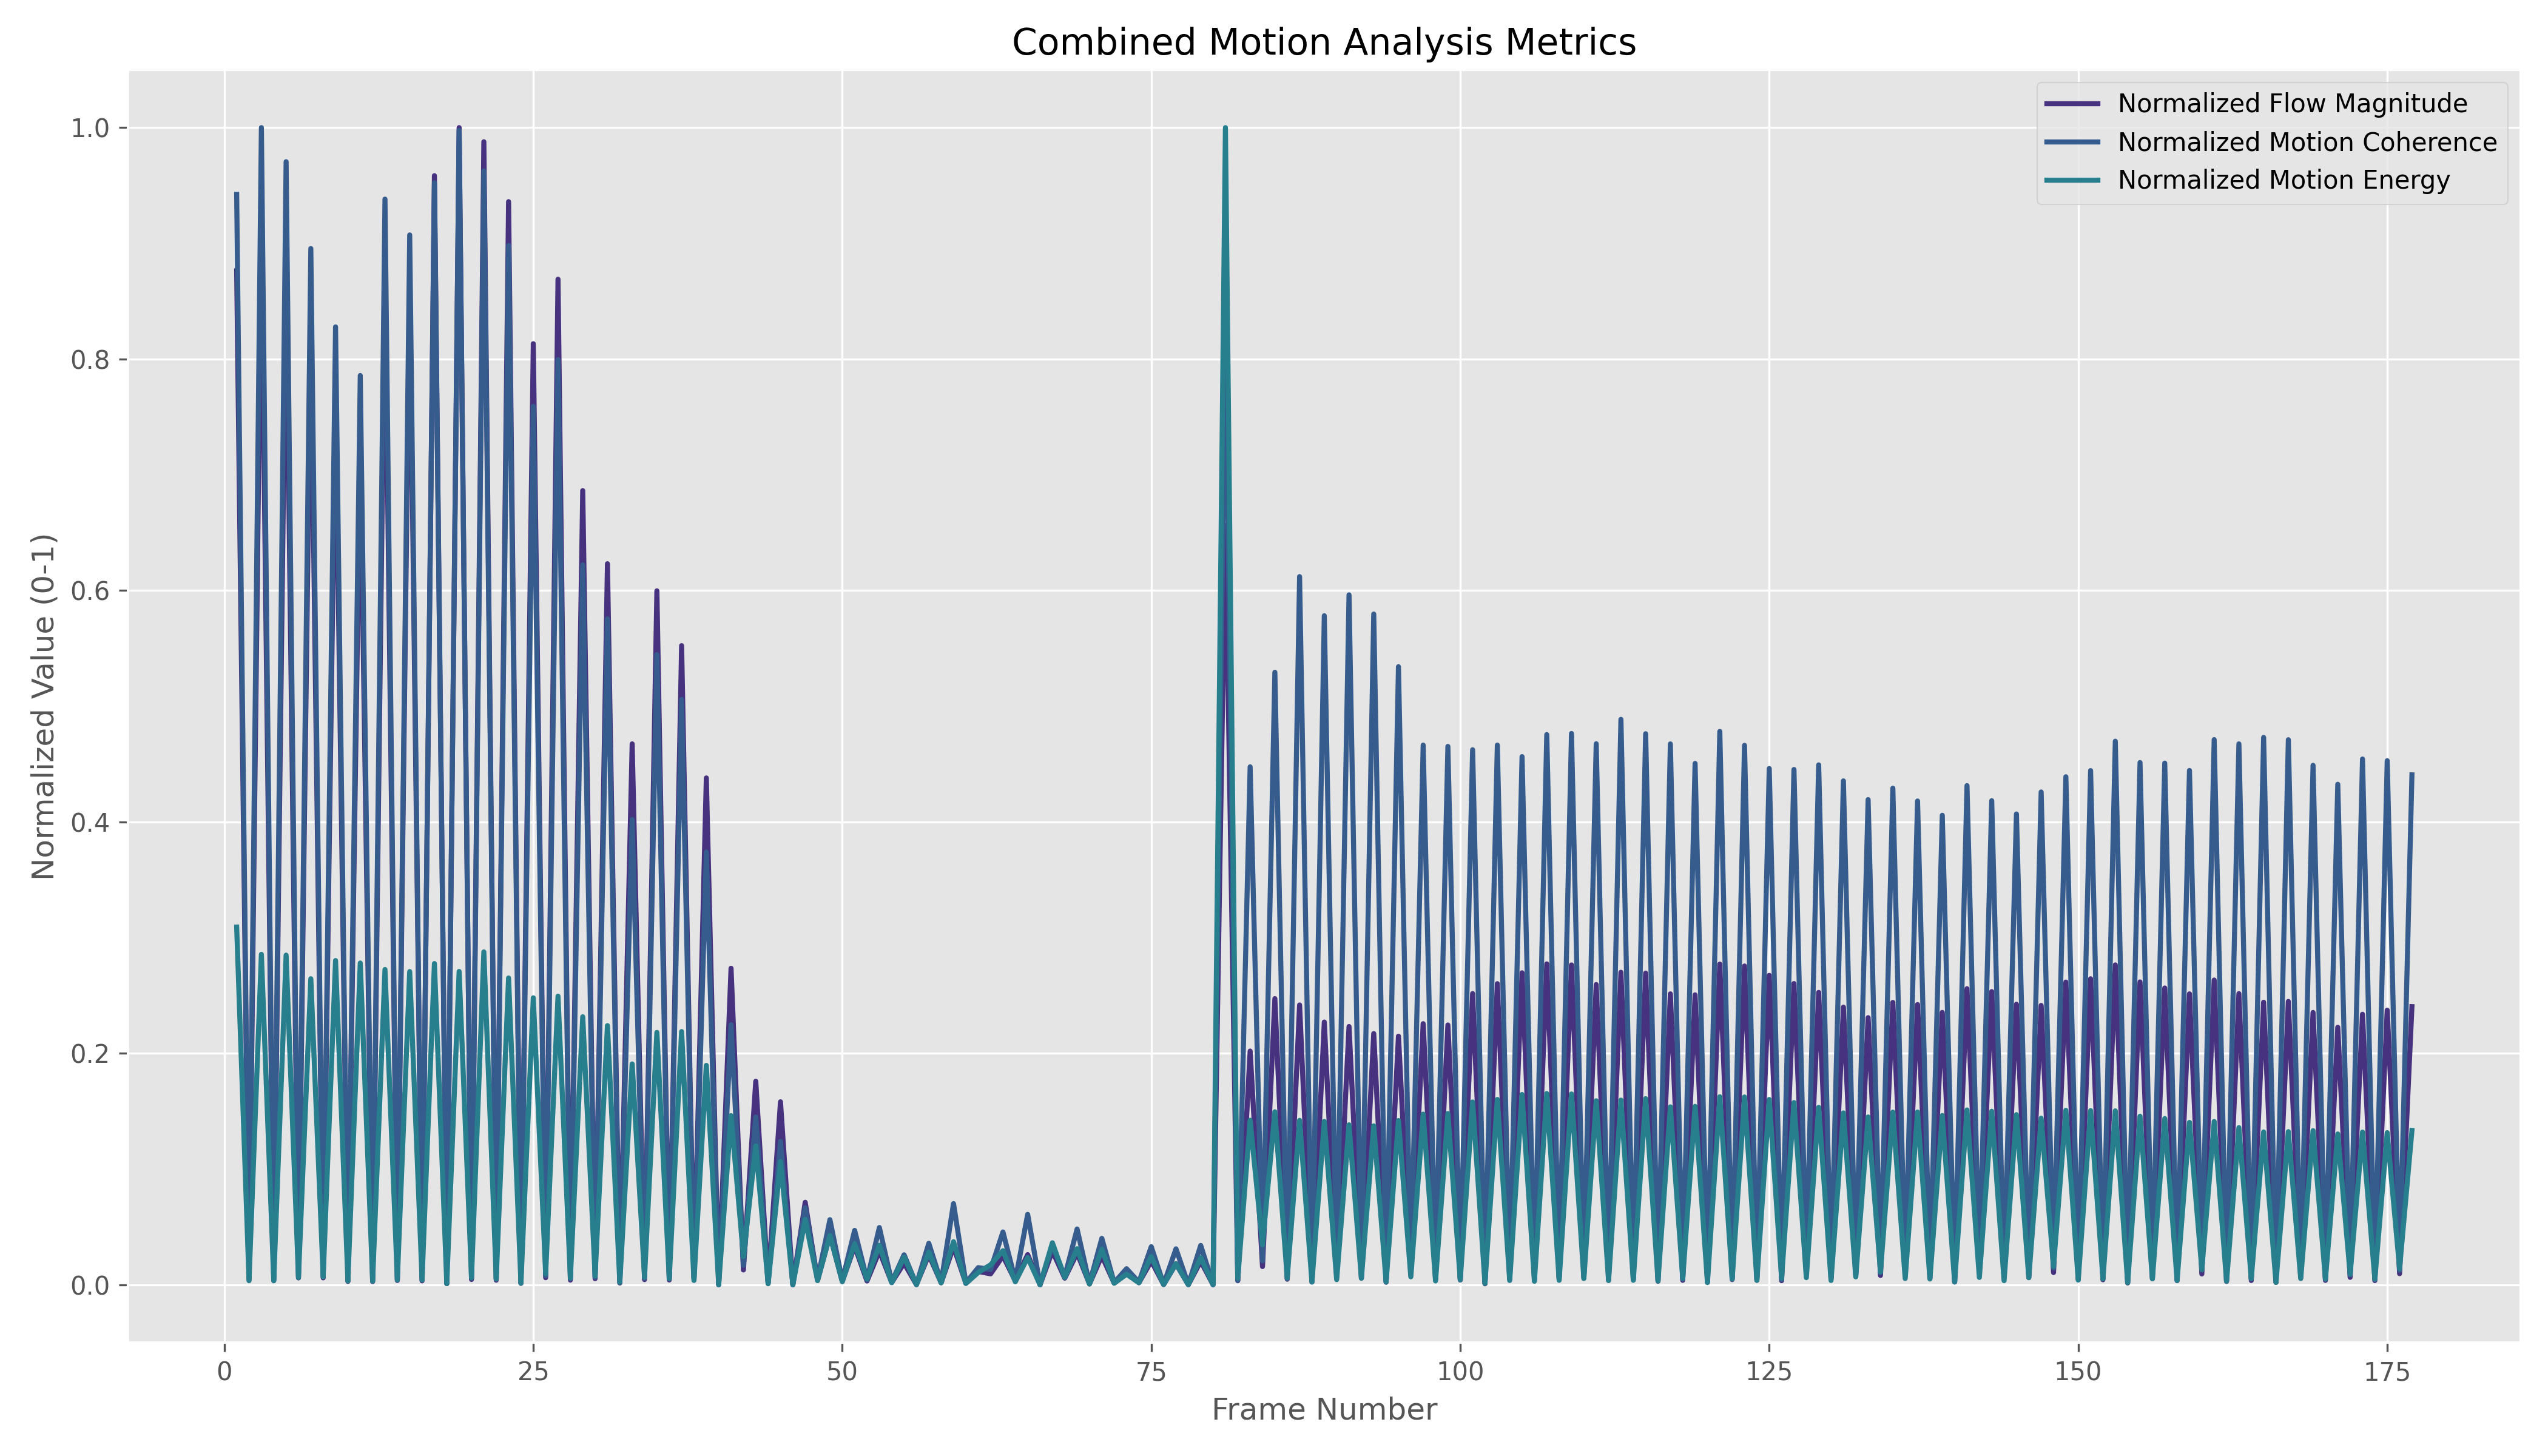 Combined Motion Analysis Metrics
Normalized Flow Magnitude
Normalized Motion Coherence
Normalized Motion Energy
Normalized Value (0-1)
1.0
0.8
0.6
0.4
0.2
0.0
0 25 50 75 100 125 150 175
Frame Number